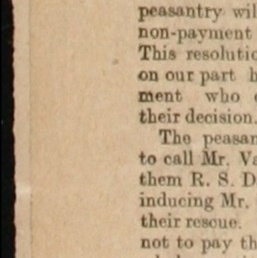 peasantry wil
non-payment
This resolutio
on our part h
ment who
their decision.
The peasan
to call Mr. Va
them R. S. D
inducing Mr.
their rescue.
not to pay th